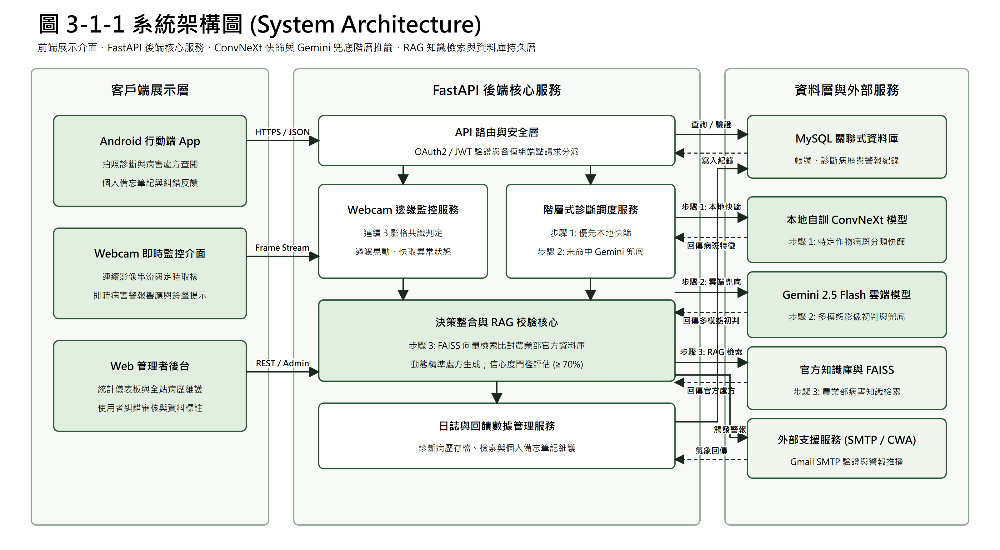 圖 3-1-1 系統架構圖 (System Architecture)
前端展示介面、FastAPI 後端核心服務、ConvNeXt 快篩與 Gemini 兜底階層推論、RAG 知識檢索與資料庫持久層
客戶端展示層
Android 行動端 App
拍照診斷與病害處方查閱
個人備忘筆記與糾錯反饋
Webcam 即時監控介面
連續影像串流與定時取樣
即時病害警報響應與鈴聲提示
Web 管理者後台
統計儀表板與全站病歷維護
使用者糾錯審核與資料標註
HTTPS / JSON
Frame Stream
REST / Admin
FastAPI 後端核心服務
API 路由與安全層
OAuth2 / JWT 驗證與各模組端點請求分派
Webcam 邊緣監控服務
連續 3 影格共識判定
過濾晃動、快取異常狀態
階層式診斷調度服務
步驟 1: 優先本地快篩
步驟 2: 未命中 Gemini 兜底
決策整合與 RAG 校驗核心
步驟 3: FAISS 向量檢索比對農業部官方資料庫
動態精準處方生成；信心度門檻評估 (≥ 70%)
日誌與回饋數據管理服務
診斷病歷存檔、檢索與個人備忘筆記維護
查詢 / 驗證
寫入紀錄
步驟 1: 本地快篩
回傳病斑特徵
步驟 2: 雲端兜底
回傳多模態初判
步驟 3: RAG 檢索
回傳官方處方
觸發警報
氣象回傳
資料層與外部服務
MySQL 關聯式資料庫
帳號、診斷病歷與警報紀錄
本地自訓 ConvNeXt 模型
步驟 1: 特定作物病斑分類快篩
Gemini 2.5 Flash 雲端模型
步驟 2: 多模態影像初判與兜底
官方知識庫與 FAISS
步驟 3: 農業部病害知識檢索
外部支援服務 (SMTP / CWA)
Gmail SMTP 驗證與警報推播